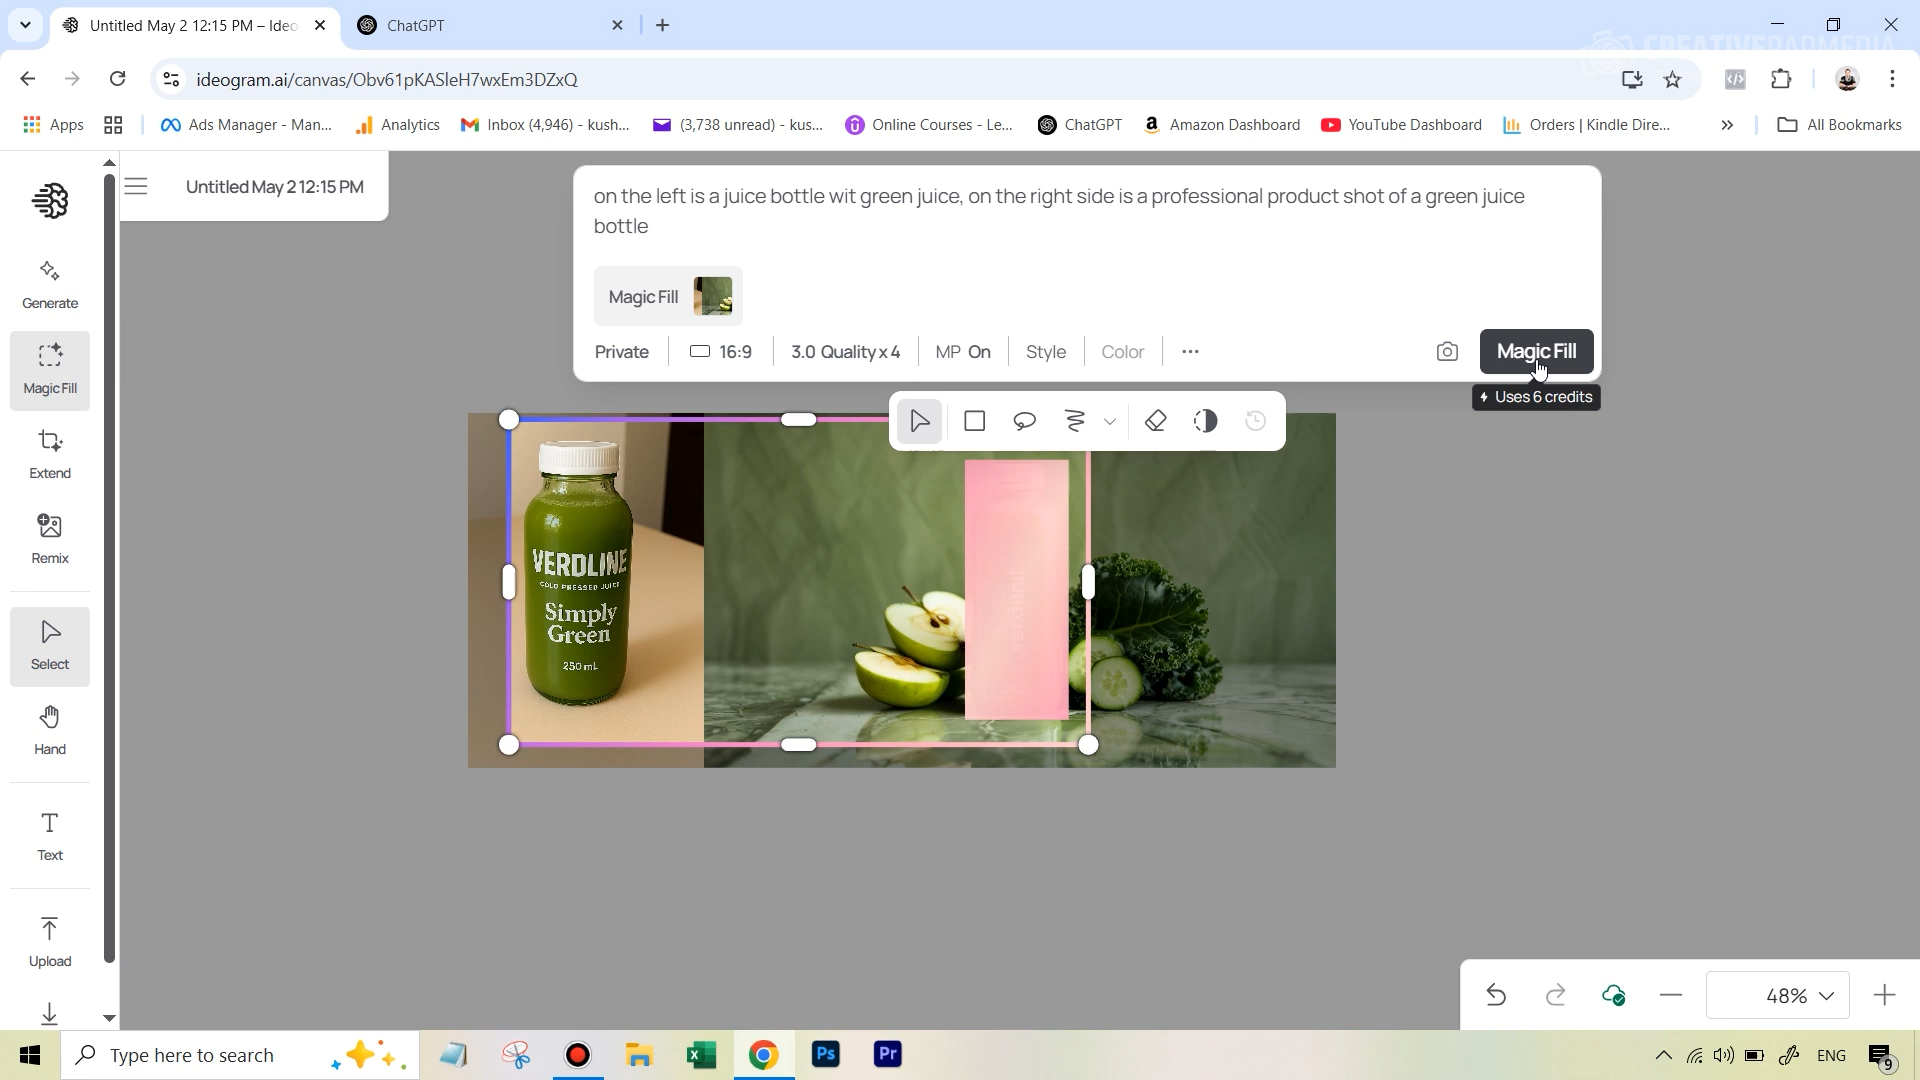 Untitled May 2 12:15 PM – Ideo
ChatGPT
CREATIVEPADMEDIA
ideogram.ai/canvas/Obv61pKASleH7wxEm3DZxQ
Apps
Ads Manager - Man...
Analytics
Inbox (4,946) - kush...
(3,738 unread) - kus...
Online Courses - Le...
ChatGPT
Amazon Dashboard
YouTube Dashboard
Orders | Kindle Dire...
All Bookmarks
Untitled May 2 12:15 PM
on the left is a juice bottle wit green juice, on the right side is a professional product shot of a green juice
bottle
Magic Fill
Private
16:9
3.0 Quality x 4
MP On
Style
Color
Magic Fill
Uses 6 credits
Generate
Magic Fill
Extend
Remix
Select
Hand
Text
Upload
VERDLINE
COLD PRESSED JUICE
Simply
Green
250 mL
48%
Type here to search
Ps
Pr
ENG
9